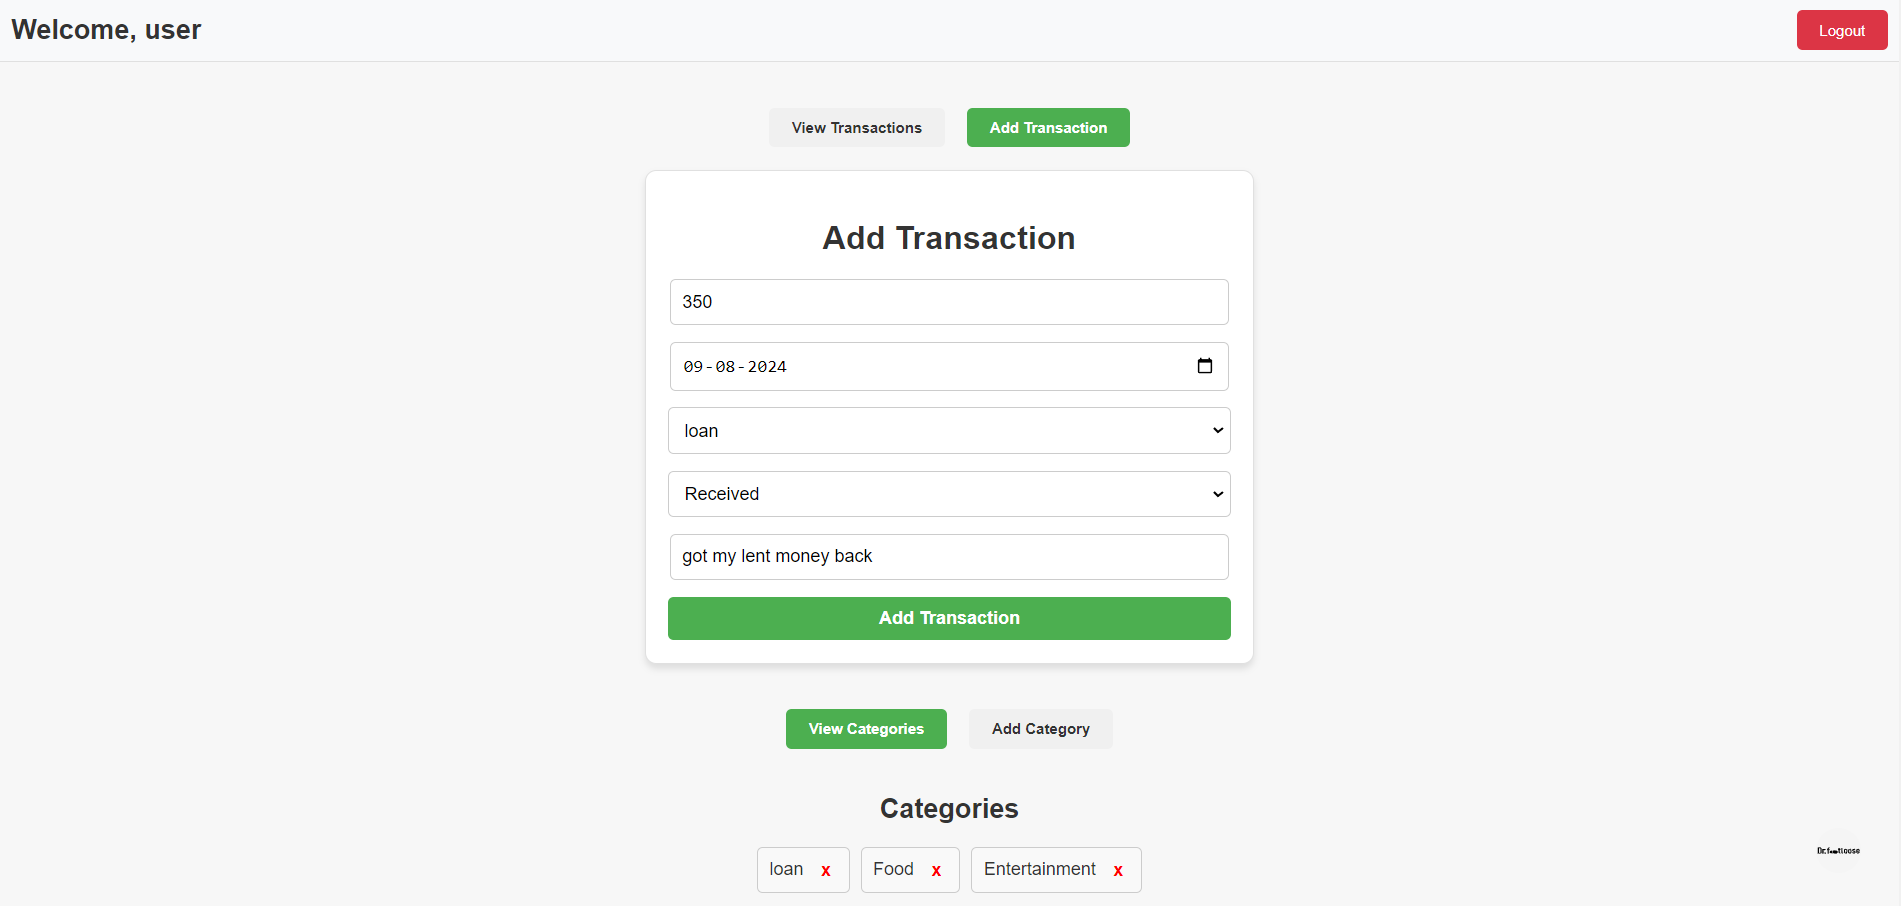 Welcome, user
Logout
View Transactions
Add Transaction
Add Transaction
350
09-08-2024
loan
Received
got my lent money back
Add Transaction
View Categories
Add Category
Categories
loan x
Food x
Entertainment x